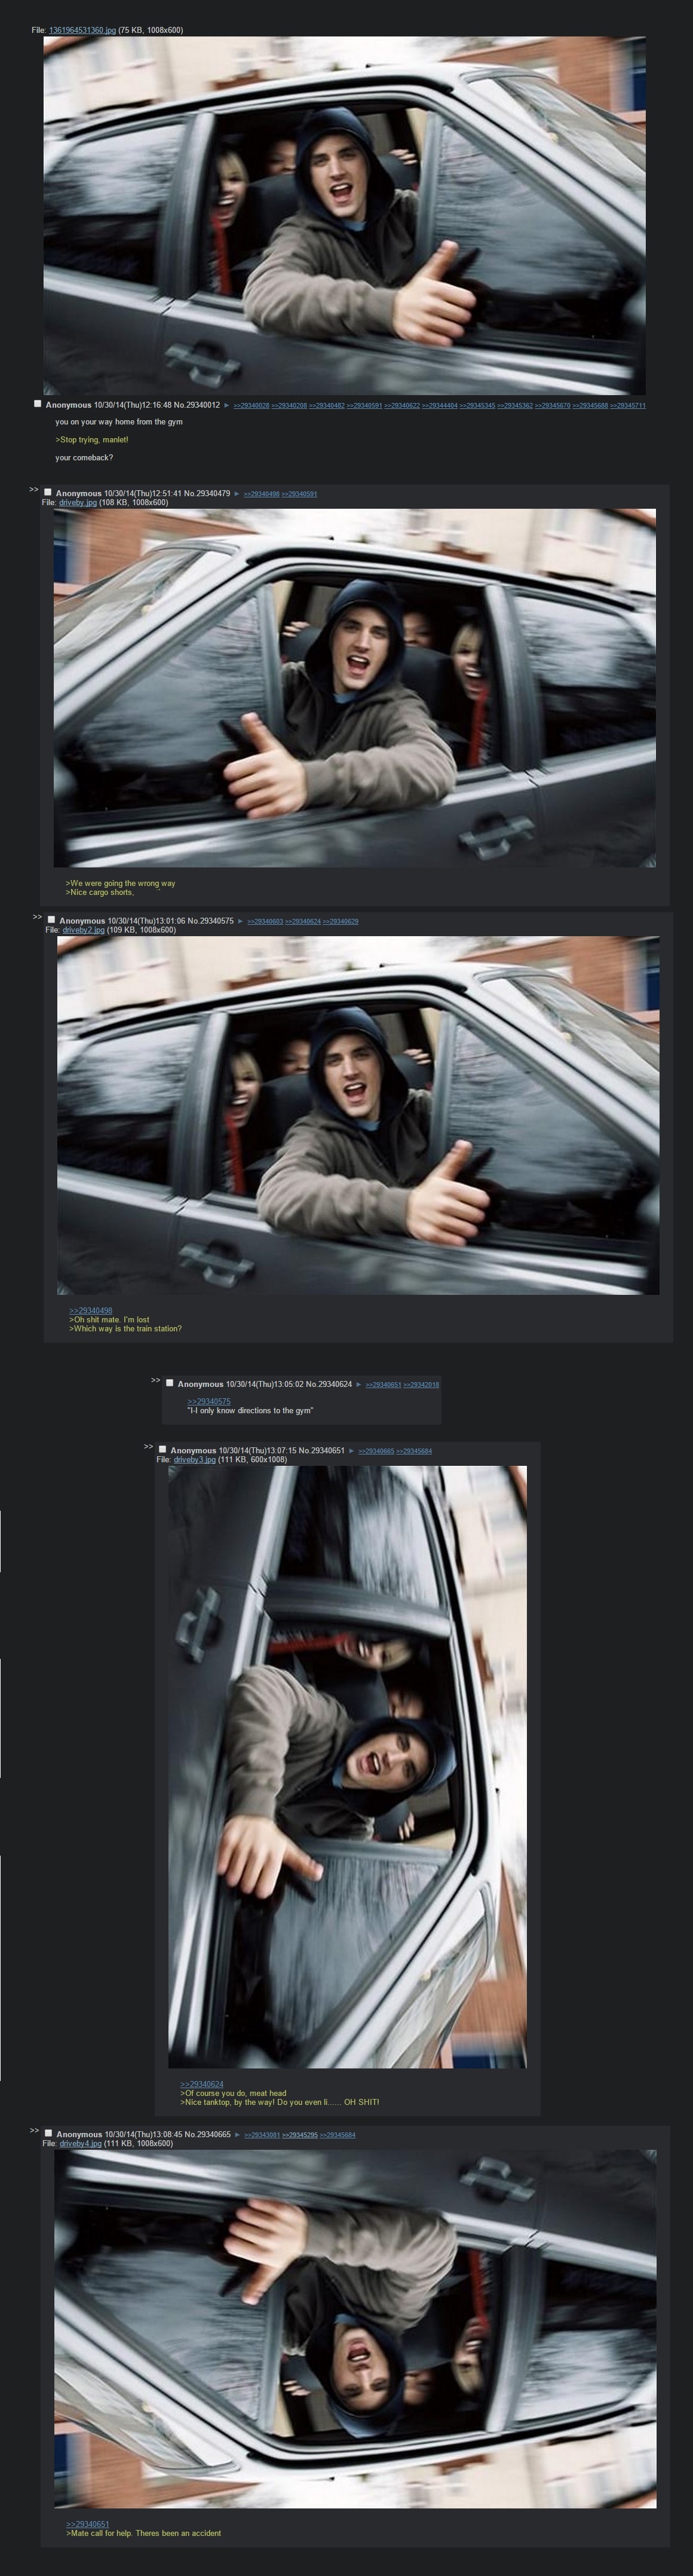 File: 1361964531360.jpg (75 KB, 1008x600)
Anonymous 10/30/14(Thu)12:16:48 No.29340012 ► >>29340028 >>29340208 >>29340482 >>29340591 >>29340622 >>29344404 >>29345345 >>29345362 >>29345670 >>29345688 >>29345711
you on your way home from the gym
>Stop trying, manlet!
your comeback?
>> Anonymous 10/30/14(Thu)12:51:41 No.29340479 ► >>29340498 >>29340591
File: driveby.jpg (108 KB, 1008x600)
>We were going the wrong way
>Nice cargo shorts,
>> Anonymous 10/30/14(Thu)13:01:06 No.29340575 ► >>29340603 >>29340624 >>29340629
File: driveby2.jpg (109 KB, 1008x600)
>>29340498
>Oh shit mate. I'm lost
>Which way is the train station?
>> Anonymous 10/30/14(Thu)13:05:02 No.29340624 ► >>29340651 >>29342018
>>29340575
"I-I only know directions to the gym"
>> Anonymous 10/30/14(Thu)13:07:15 No.29340651 ► >>29340665 >>29345684
File: driveby3.jpg (111 KB, 600x1008)
>>29340624
>Of course you do, meat head
>Nice tanktop, by the way! Do you even li...... OH SHIT!
>> Anonymous 10/30/14(Thu)13:08:45 No.29340665 ► >>29343081 >>29345295 >>29345684
File: driveby4.jpg (111 KB, 1008x600)
>>29340651
>Mate call for help. Theres been an accident